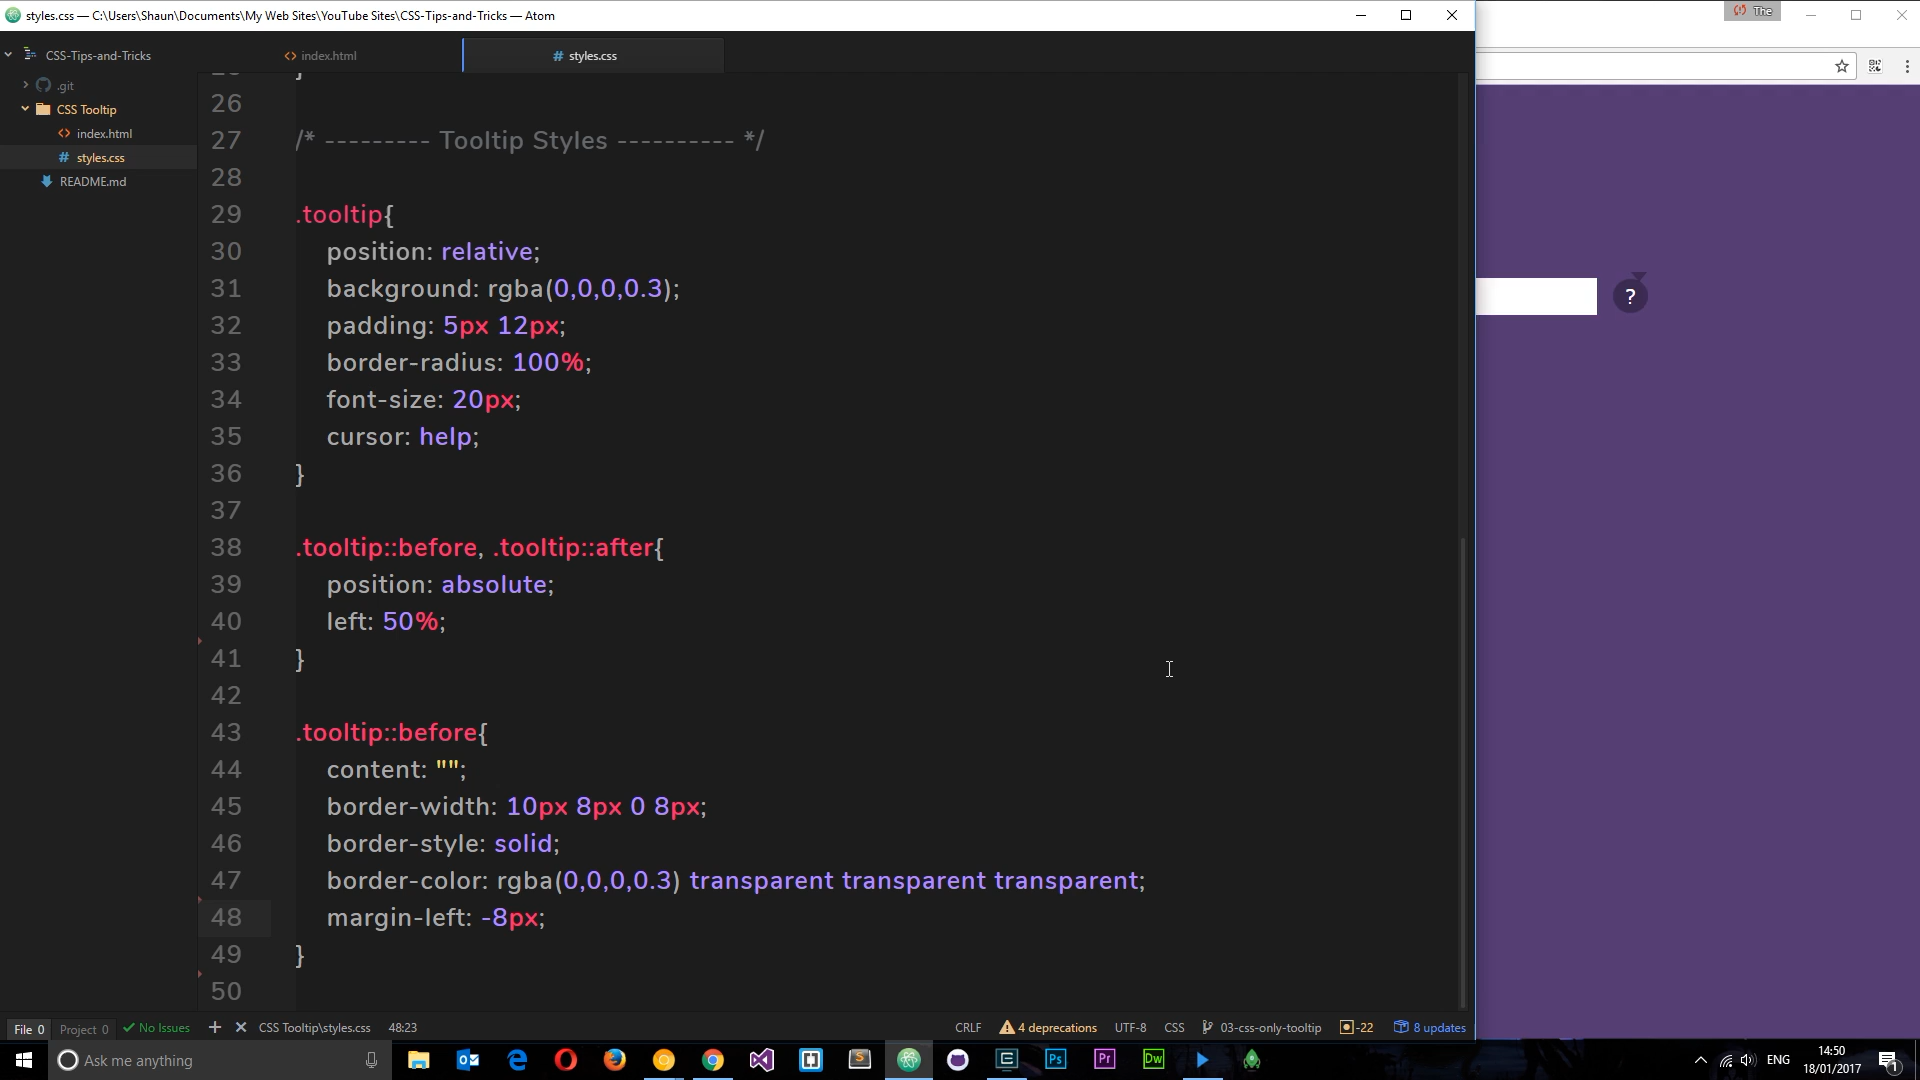 styles.css — C:\Users\Shaun\Documents\My Web Sites\YouTube Sites\CSS-Tips-and-Tricks — Atom
The
CSS-Tips-and-Tricks
index.html
styles.css
.git
CSS Tooltip
index.html
styles.css
README.md
26
27 /* --------- Tooltip Styles ---------- */
28
29 .tooltip{
30 position: relative;
31 background: rgba(0,0,0,0.3);
32 padding: 5px 12px;
33 border-radius: 100%;
34 font-size: 20px;
35 cursor: help;
36 }
37
38 .tooltip::before, .tooltip::after{
39 position: absolute;
40 left: 50%;
41 }
42
43 .tooltip::before{
44 content: "";
45 border-width: 10px 8px 0 8px;
46 border-style: solid;
47 border-color: rgba(0,0,0,0.3) transparent transparent transparent;
48 margin-left: -8px;
49 }
50
?
File 0 Project 0 No Issues CSS Tooltip\styles.css 48:23 CRLF 4 deprecations UTF-8 CSS 03-css-only-tooltip -22 8 updates
Ask me anything
Ps
Pr
Dw
ENG
14:50
18/01/2017
1